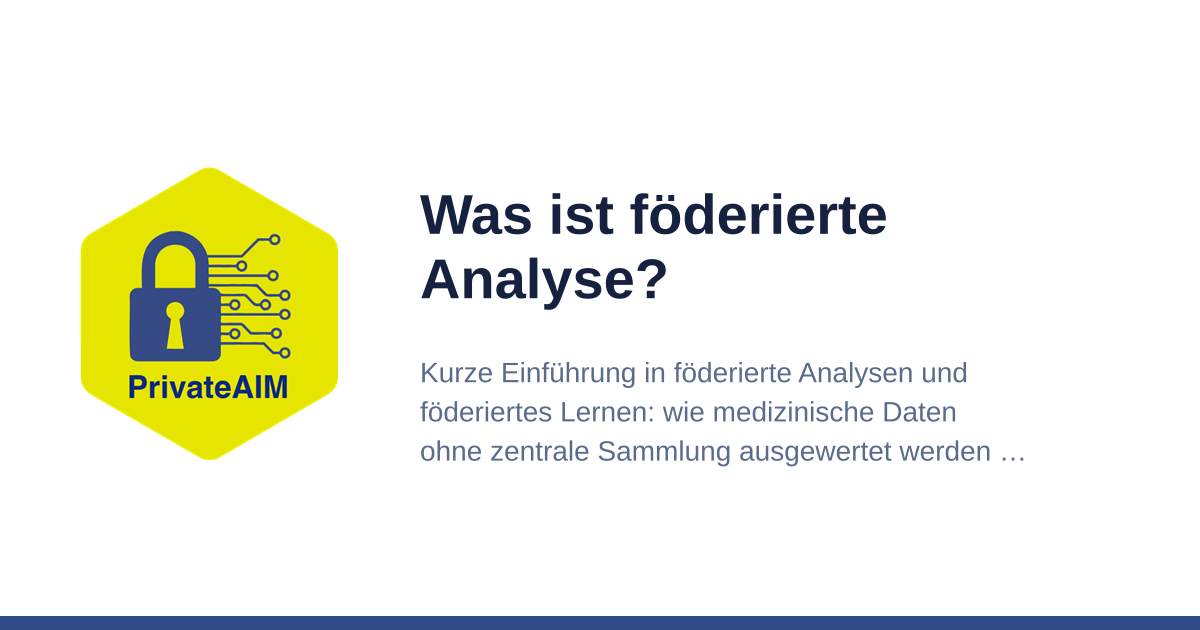 PrivateAIM
Was ist föderierte
Analyse?
Kurze Einführung in föderierte Analysen und
föderiertes Lernen: wie medizinische Daten
ohne zentrale Sammlung ausgewertet werden …